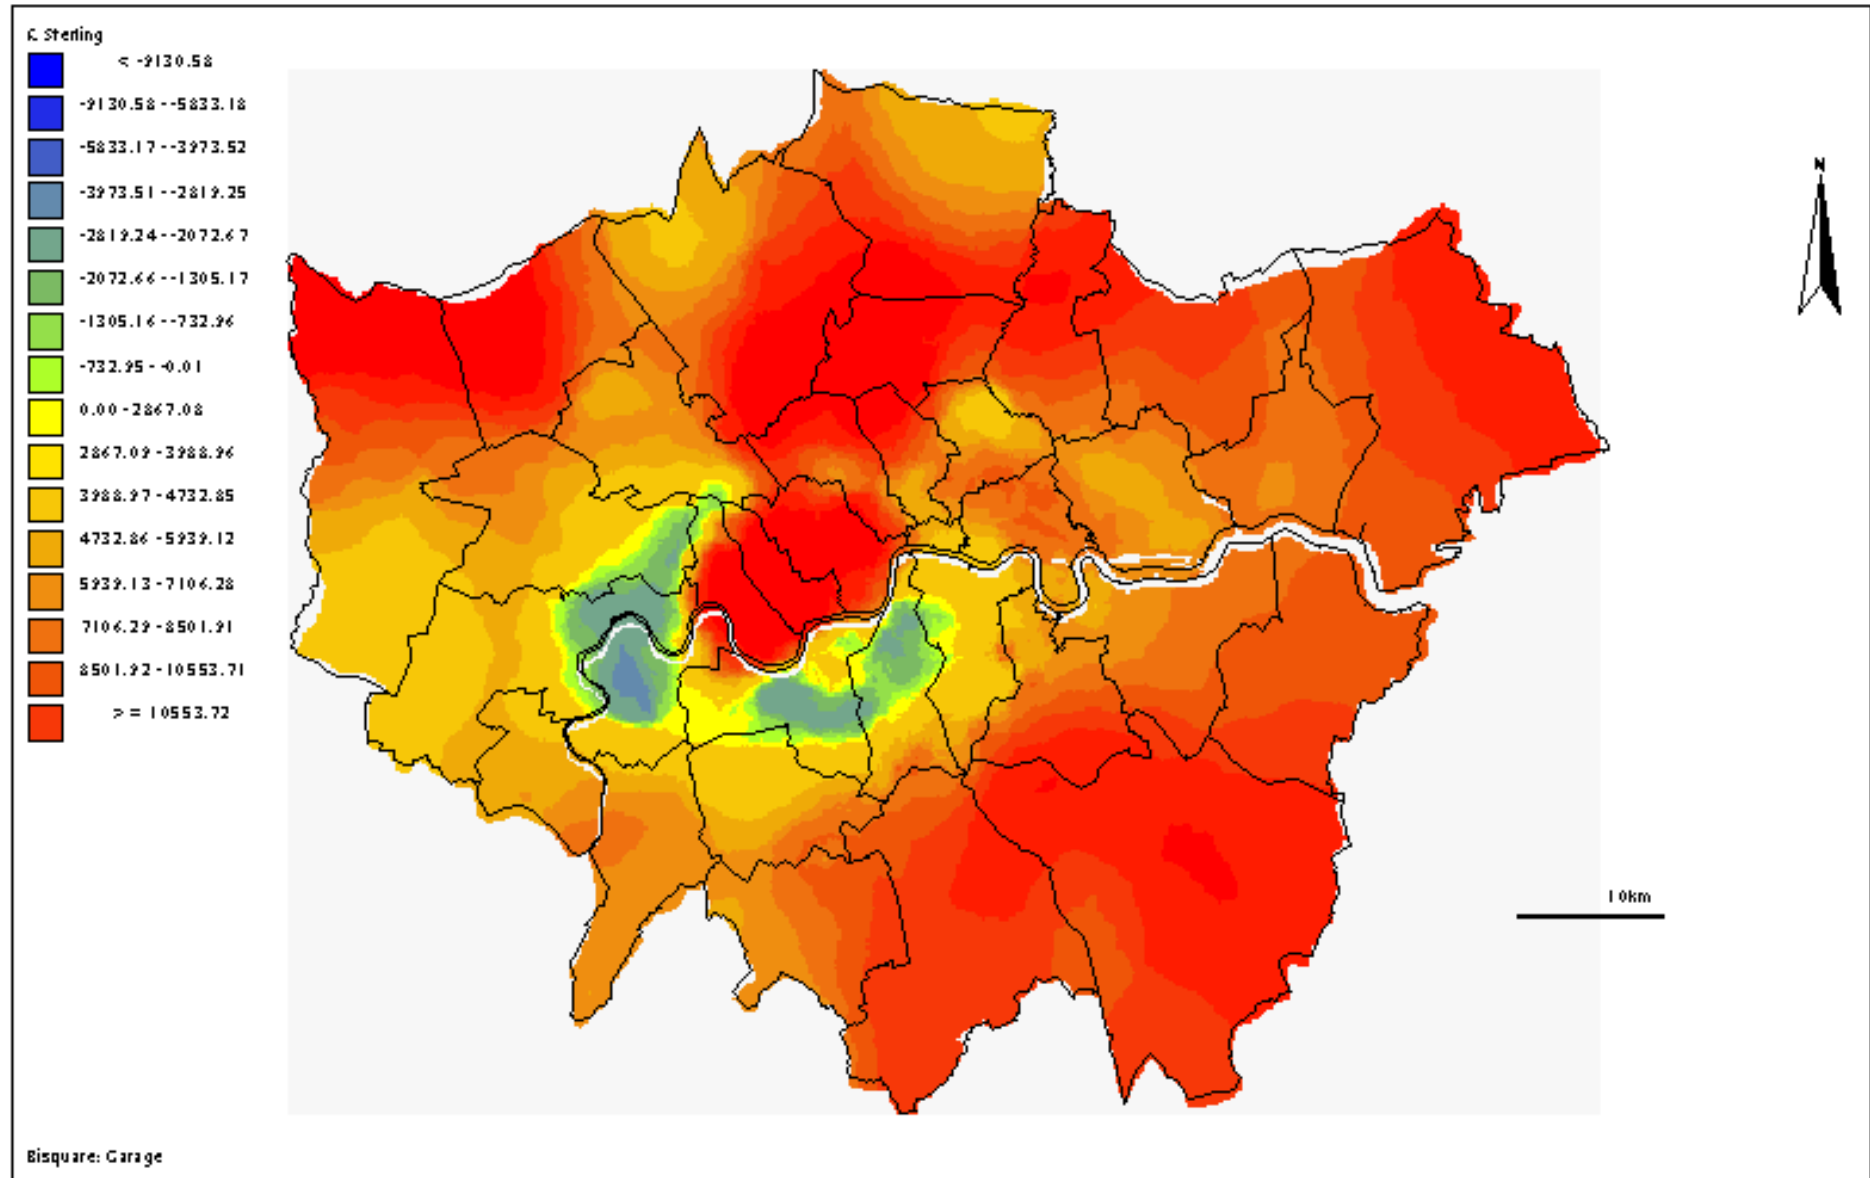 £ Sterling
< -9130.58
-9130.58 - -5833.18
-5833.17 - -3973.52
-3973.51 - -2819.25
-2819.24 - -2072.67
-2072.66 - -1305.17
-1305.16 - -732.96
-732.95 - -0.01
0.00 - 2867.08
2867.09 - 3988.96
3988.97 - 4732.85
4732.86 - 5939.12
5939.13 - 7106.28
7106.29 - 8501.91
8501.92 - 10553.71
> = 10553.72
N
10km
Bisquare: Garage